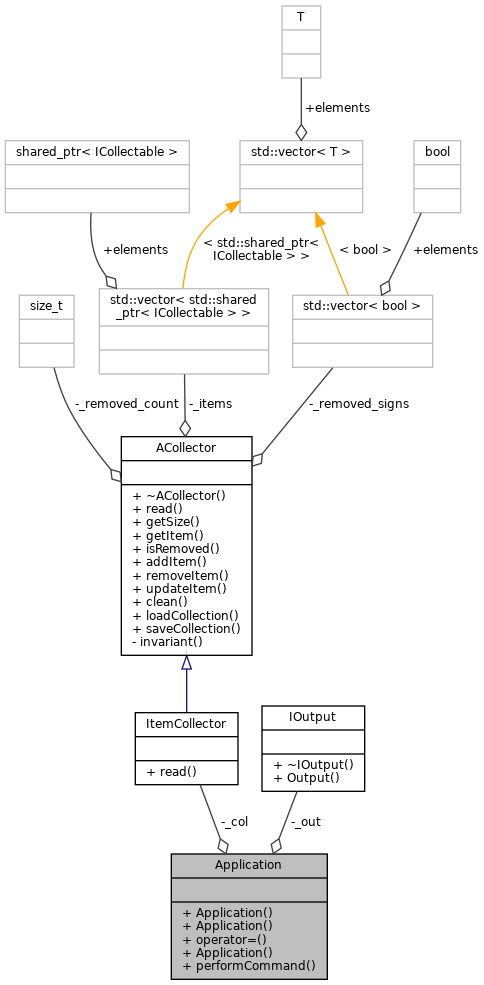 T
+elements
shared_ptr< ICollectable >
std::vector< T >
bool
+elements
< std::shared_ptr<
ICollectable > >
< bool >
+elements
size_t
std::vector< std::shared
_ptr< ICollectable > >
std::vector< bool >
-_removed_count
-_items
-_removed_signs
ACollector
+ ~ACollector()
+ read()
+ getSize()
+ getItem()
+ isRemoved()
+ addItem()
+ removeItem()
+ updateItem()
+ clean()
+ loadCollection()
+ saveCollection()
- invariant()
ItemCollector
+ read()
IOutput
+ ~IOutput()
+ Output()
-_col
-_out
Application
+ Application()
+ Application()
+ operator=()
+ Application()
+ performCommand()